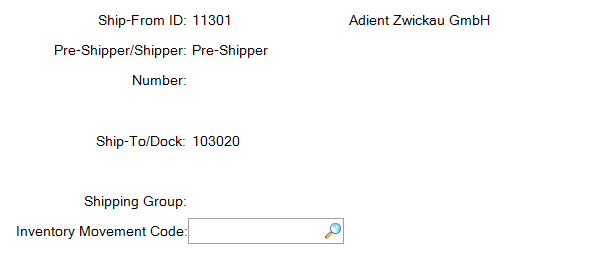 Ship-From ID: 11301 Adient Zwickau GmbH
Pre-Shipper/Shipper: Pre-Shipper
Number:
Ship-To/Dock: 103020
Shipping Group:
Inventory Movement Code: